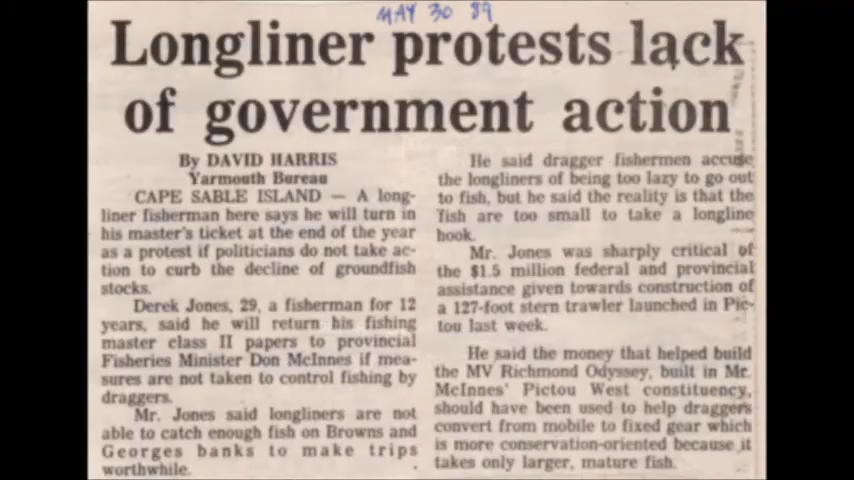 MAY 30 89
Longliner protests lack
of government action
By DAVID HARRIS
Yarmouth Bureau
CAPE SABLE ISLAND — A long-
liner fisherman here says he will turn in
his master's ticket at the end of the year
as a protest if politicians do not take ac-
tion to curb the decline of groundfish
stocks.
Derek Jones, 29, a fisherman for 12
years, said he will return his fishing
master class II papers to provincial
Fisheries Minister Don McInnes if mea-
sures are not taken to control fishing by
draggers.
Mr. Jones said longliners are not
able to catch enough fish on Browns and
Georges banks to make trips
worthwhile.
He said dragger fishermen accuse
the longliners of being too lazy to go out
to fish, but he said the reality is that the
fish are too small to take a longline
hook.
Mr. Jones was sharply critical of
the $1.5 million federal and provincial
assistance given towards construction of
a 127-foot stern trawler launched in Pic-
tou last week.
He said the money that helped build
the MV Richmond Odyssey, built in Mr.
McInnes' Pictou West constituency,
should have been used to help draggers
convert from mobile to fixed gear which
is more conservation-oriented because it
takes only larger, mature fish.